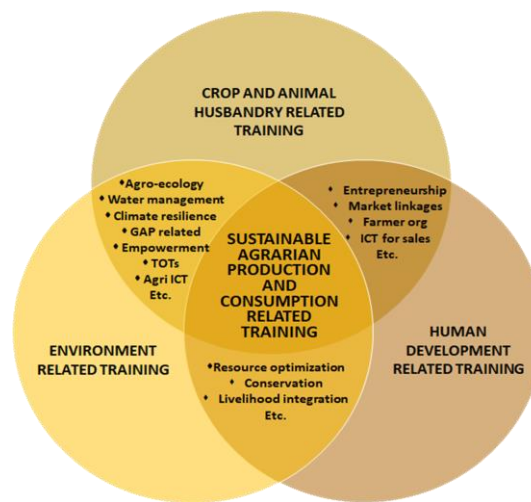 CROP AND ANIMAL
HUSBANDRY RELATED
TRAINING
♦Agro-ecology
♦Water management
♦Climate resilience
♦GAP related
♦Empowerment
♦TOTs
♦Agri ICT
Etc.
♦Entrepreneurship
♦Market linkages
♦Farmer org
♦ICT for sales
Etc.
SUSTAINABLE
AGRARIAN
PRODUCTION
AND
CONSUMPTION
RELATED
TRAINING
ENVIRONMENT
RELATED TRAINING
HUMAN
DEVELOPMENT
RELATED TRAINING
♦Resource optimization
♦Conservation
♦Livelihood integration
Etc.